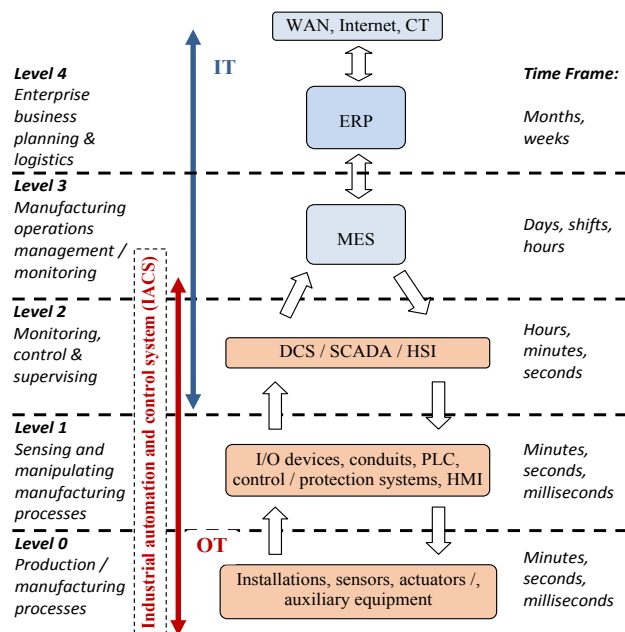 WAN, Internet, CT
IT
Level 4
Enterprise
business
planning &
logistics
ERP
Time Frame:
Months,
weeks
Level 3
Manufacturing
operations
management /
monitoring
MES
Days, shifts,
hours
Industrial automation and control system (IACS)
Level 2
Monitoring,
control &
supervising
DCS / SCADA / HSI
Hours,
minutes,
seconds
Level 1
Sensing and
manipulating
manufacturing
processes
I/O devices, conduits, PLC,
control / protection systems, HMI
Minutes,
seconds,
milliseconds
OT
Level 0
Production /
manufacturing
processes
Installations, sensors, actuators /,
auxiliary equipment
Minutes,
seconds,
milliseconds